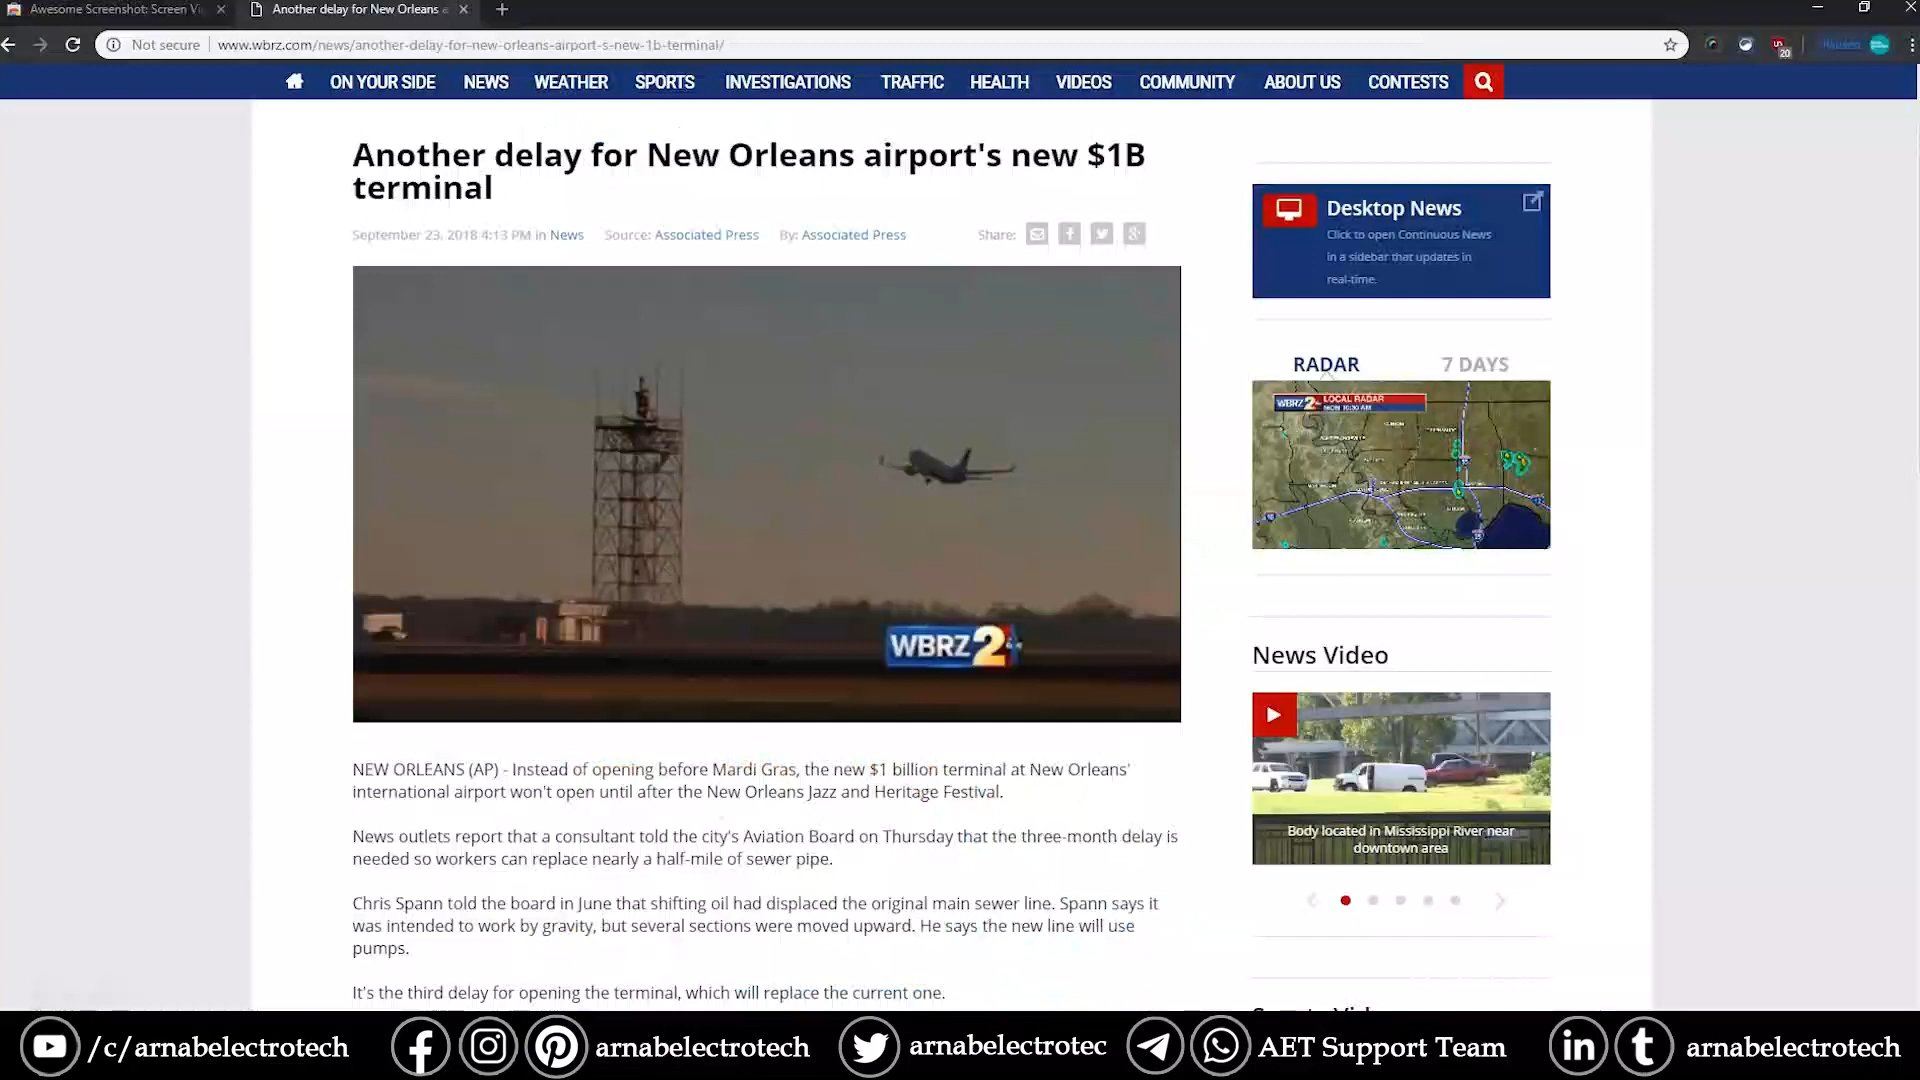 Awesome Screenshot: Screen Vi
Another delay for New Orleans a
Not secure
www.wbrz.com/news/another-delay-for-new-orleans-airport-s-new-1b-terminal/
20
Paused
ON YOUR SIDE NEWS WEATHER SPORTS INVESTIGATIONS TRAFFIC HEALTH VIDEOS COMMUNITY ABOUT US CONTESTS
Another delay for New Orleans airport's new $1B
terminal
September 23, 2018 4:13 PM in News Source: Associated Press By: Associated Press Share:
WBRZ 2
NEW ORLEANS (AP) - Instead of opening before Mardi Gras, the new $1 billion terminal at New Orleans'
international airport won't open until after the New Orleans Jazz and Heritage Festival.
News outlets report that a consultant told the city's Aviation Board on Thursday that the three-month delay is
needed so workers can replace nearly a half-mile of sewer pipe.
Chris Spann told the board in June that shifting oil had displaced the original main sewer line. Spann says it
was intended to work by gravity, but several sections were moved upward. He says the new line will use
pumps.
It's the third delay for opening the terminal, which will replace the current one.
Desktop News
Click to open Continuous News
in a sidebar that updates in
real-time.
RADAR 7 DAYS
WBRZ 2 LOCAL RADAR
MON 10:30 AM
News Video
Body located in Mississippi River near
downtown area
/c/arnabelectrotech arnabelectrotech arnabelectrotec AET Support Team arnabelectrotech